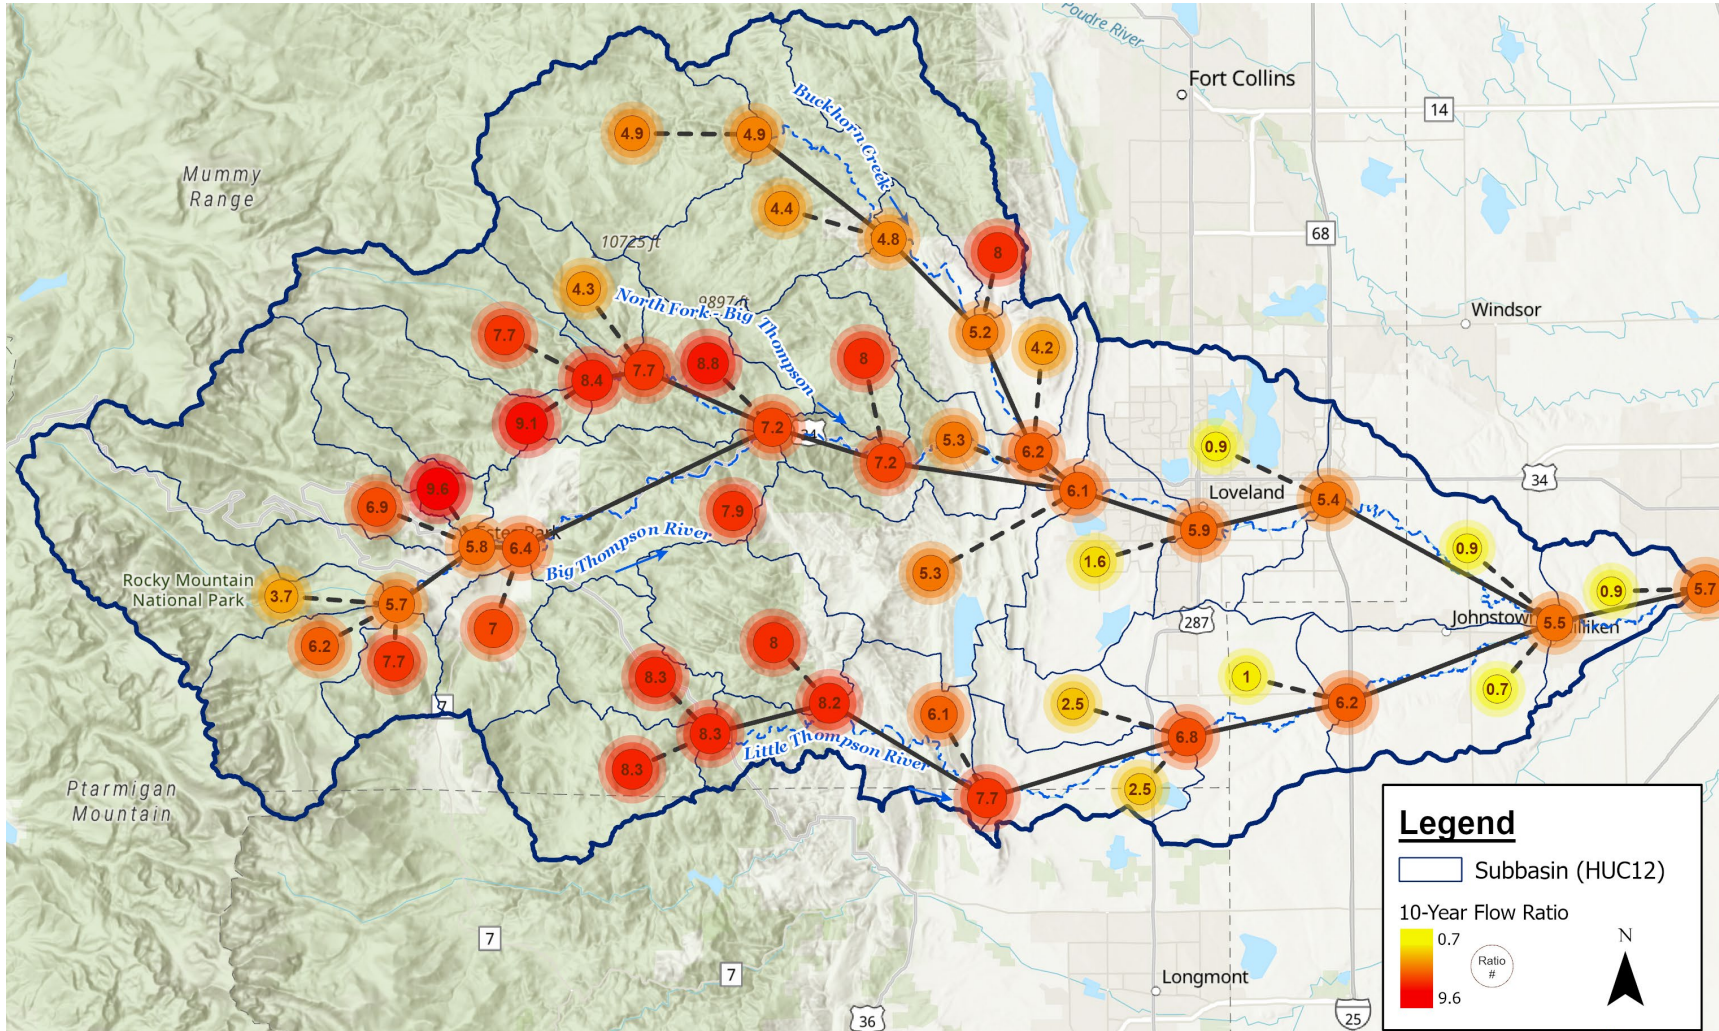 Poudre River
Fort Collins
14
Buckhorn Creek
4.9
4.9
Mummy
Range
4.4
4.8
68
10725 ft
8
4.3
North Fork - Big Thompson
9897 ft
Windsor
7.7
5.2
4.2
8.4
7.7
8.8
8
9.1
7.2
34
5.3
6.2
0.9
7.2
34
9.6
6.1
Loveland
5.4
6.9
7.9
5.8
6.4
Estes Park
5.9
0.9
Big Thompson River
1.6
5.3
Rocky Mountain
National Park
3.7
5.7
0.9
5.7
6.2
7
287
Johnstown
5.5
Milliken
7.7
8
8.3
1
0.7
7
8.2
6.1
2.5
6.2
8.3
6.8
Little Thompson River
8.3
7.7
2.5
Ptarmigan
Mountain
Legend
Subbasin (HUC12)
10-Year Flow Ratio
0.7
Ratio
#
9.6
N
7
7
Longmont
36
25